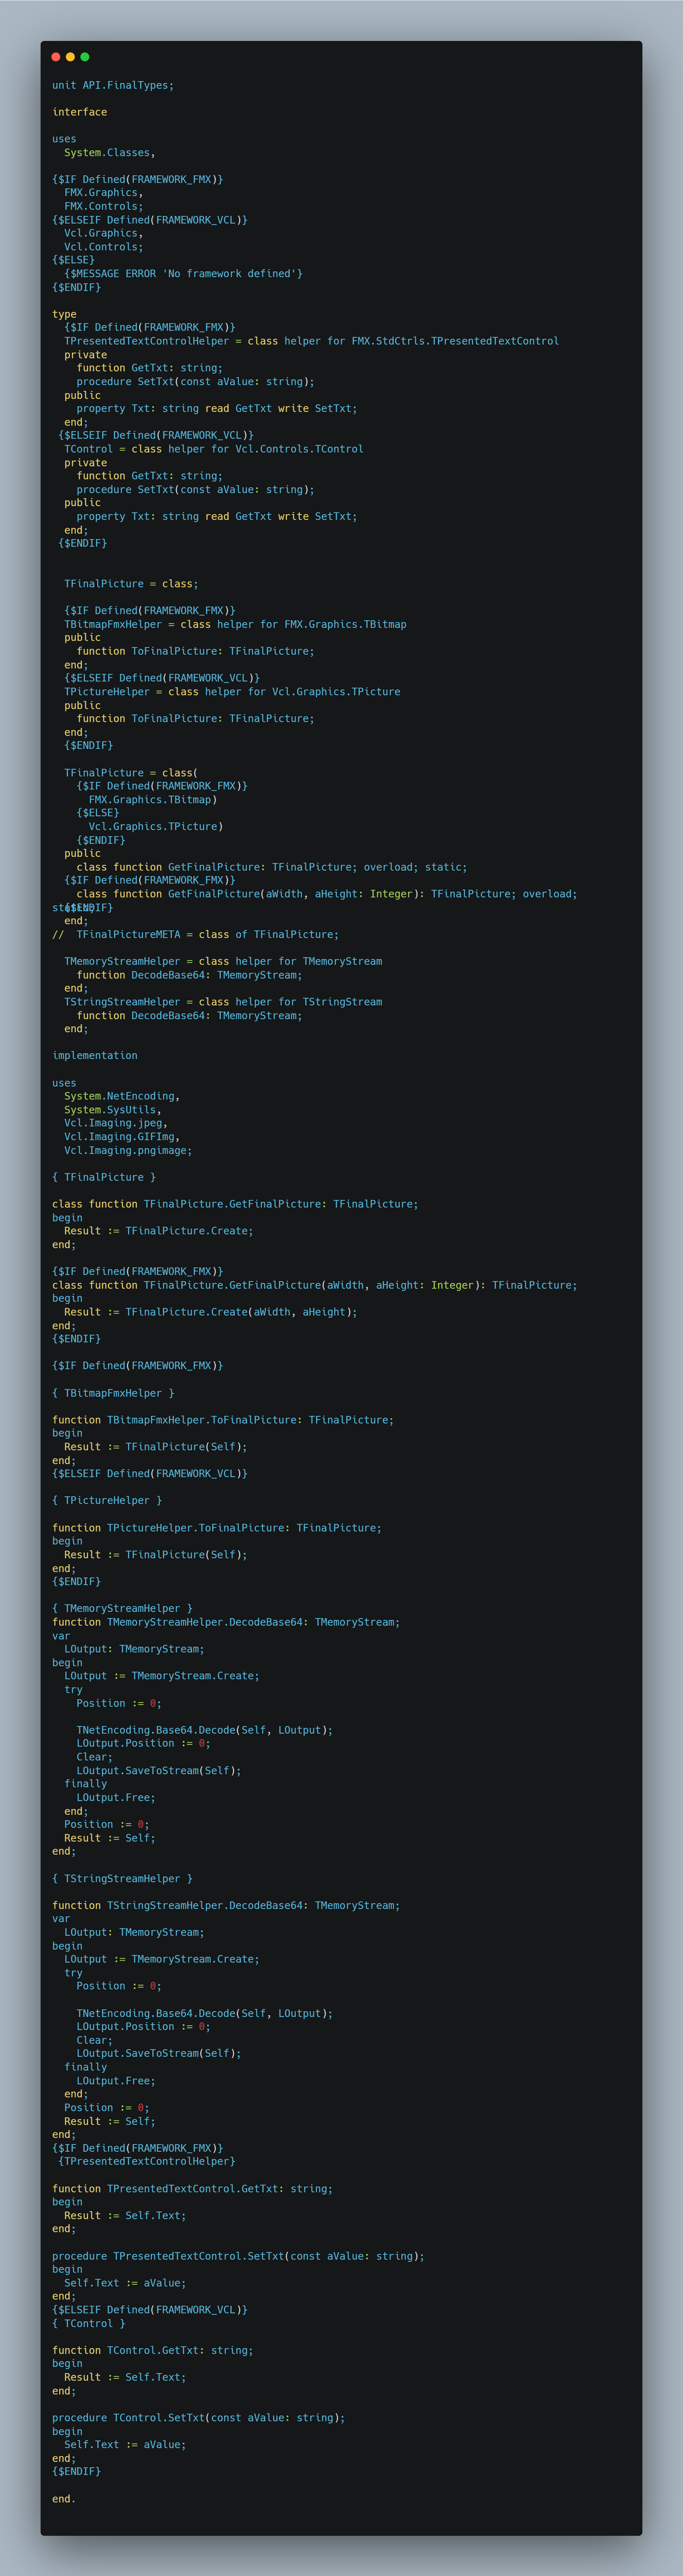 unit API.FinalTypes;

interface

uses
  System.Classes,

{$IF Defined(FRAMEWORK_FMX)}
  FMX.Graphics,
  FMX.Controls;
{$ELSEIF Defined(FRAMEWORK_VCL)}
  Vcl.Graphics,
  Vcl.Controls;
{$ELSE}
  {$MESSAGE ERROR 'No framework defined'}
{$ENDIF}

type
  {$IF Defined(FRAMEWORK_FMX)}
  TPresentedTextControlHelper = class helper for FMX.StdCtrls.TPresentedTextControl
  private
    function GetTxt: string;
    procedure SetTxt(const aValue: string);
  public
    property Txt: string read GetTxt write SetTxt;
  end;
 {$ELSEIF Defined(FRAMEWORK_VCL)}
  TControl = class helper for Vcl.Controls.TControl
  private
    function GetTxt: string;
    procedure SetTxt(const aValue: string);
  public
    property Txt: string read GetTxt write SetTxt;
  end;
 {$ENDIF}


  TFinalPicture = class;

  {$IF Defined(FRAMEWORK_FMX)}
  TBitmapFmxHelper = class helper for FMX.Graphics.TBitmap
  public
    function ToFinalPicture: TFinalPicture;
  end;
  {$ELSEIF Defined(FRAMEWORK_VCL)}
  TPictureHelper = class helper for Vcl.Graphics.TPicture
  public
    function ToFinalPicture: TFinalPicture;
  end;
  {$ENDIF}

  TFinalPicture = class(
    {$IF Defined(FRAMEWORK_FMX)}
      FMX.Graphics.TBitmap)
    {$ELSE}
      Vcl.Graphics.TPicture)
    {$ENDIF}
  public
    class function GetFinalPicture: TFinalPicture; overload; static;
  {$IF Defined(FRAMEWORK_FMX)}
    class function GetFinalPicture(aWidth, aHeight: Integer): TFinalPicture; overload;
static;
  {$ENDIF}
  end;
//  TFinalPictureMETA = class of TFinalPicture;

  TMemoryStreamHelper = class helper for TMemoryStream
    function DecodeBase64: TMemoryStream;
  end;
  TStringStreamHelper = class helper for TStringStream
    function DecodeBase64: TMemoryStream;
  end;

implementation

uses
  System.NetEncoding,
  System.SysUtils,
  Vcl.Imaging.jpeg,
  Vcl.Imaging.GIFImg,
  Vcl.Imaging.pngimage;

{ TFinalPicture }

class function TFinalPicture.GetFinalPicture: TFinalPicture;
begin
  Result := TFinalPicture.Create;
end;

{$IF Defined(FRAMEWORK_FMX)}
class function TFinalPicture.GetFinalPicture(aWidth, aHeight: Integer): TFinalPicture;
begin
  Result := TFinalPicture.Create(aWidth, aHeight);
end;
{$ENDIF}

{$IF Defined(FRAMEWORK_FMX)}

{ TBitmapFmxHelper }

function TBitmapFmxHelper.ToFinalPicture: TFinalPicture;
begin
  Result := TFinalPicture(Self);
end;
{$ELSEIF Defined(FRAMEWORK_VCL)}

{ TPictureHelper }

function TPictureHelper.ToFinalPicture: TFinalPicture;
begin
  Result := TFinalPicture(Self);
end;
{$ENDIF}

{ TMemoryStreamHelper }
function TMemoryStreamHelper.DecodeBase64: TMemoryStream;
var
  LOutput: TMemoryStream;
begin
  LOutput := TMemoryStream.Create;
  try
    Position := 0;

    TNetEncoding.Base64.Decode(Self, LOutput);
    LOutput.Position := 0;
    Clear;
    LOutput.SaveToStream(Self);
  finally
    LOutput.Free;
  end;
  Position := 0;
  Result := Self;
end;

{ TStringStreamHelper }

function TStringStreamHelper.DecodeBase64: TMemoryStream;
var
  LOutput: TMemoryStream;
begin
  LOutput := TMemoryStream.Create;
  try
    Position := 0;

    TNetEncoding.Base64.Decode(Self, LOutput);
    LOutput.Position := 0;
    Clear;
    LOutput.SaveToStream(Self);
  finally
    LOutput.Free;
  end;
  Position := 0;
  Result := Self;
end;
{$IF Defined(FRAMEWORK_FMX)}
 {TPresentedTextControlHelper}

function TPresentedTextControl.GetTxt: string;
begin
  Result := Self.Text;
end;

procedure TPresentedTextControl.SetTxt(const aValue: string);
begin
  Self.Text := aValue;
end;
{$ELSEIF Defined(FRAMEWORK_VCL)}
{ TControl }

function TControl.GetTxt: string;
begin
  Result := Self.Text;
end;

procedure TControl.SetTxt(const aValue: string);
begin
  Self.Text := aValue;
end;
{$ENDIF}

end.